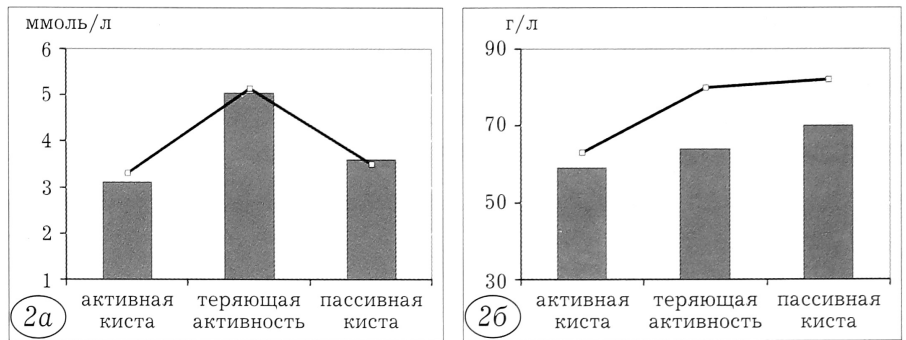 ммоль/л
6
5
4
3
2
1
активная
киста
теряющая
активность
пассивная
киста
2а
г/л
90
70
50
30
активная
киста
теряющая
активность
пассивная
киста
2б